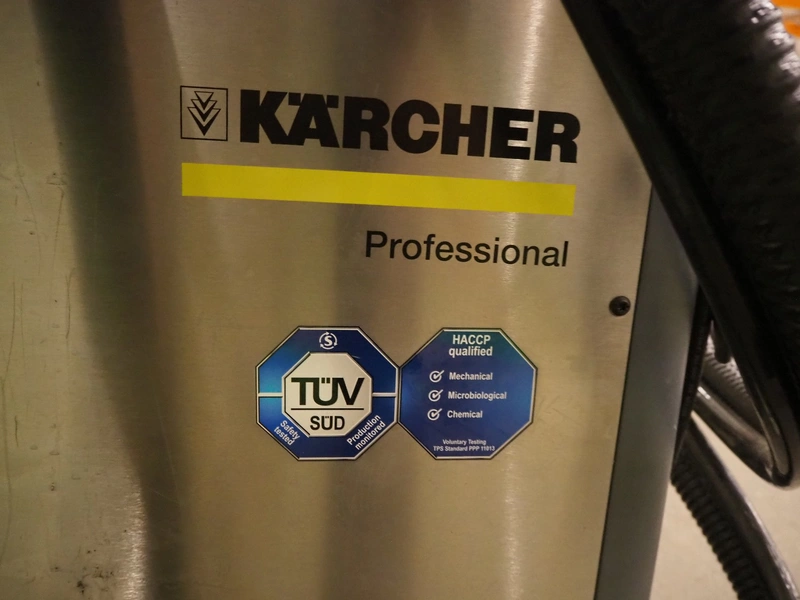 KÄRCHER
Professional
S
TÜV
SÜD
Safety
tested
Production
monitored
HACCP
qualified
Mechanical
Microbiological
Chemical
Voluntary Testing
TPS Standard PPP 11013